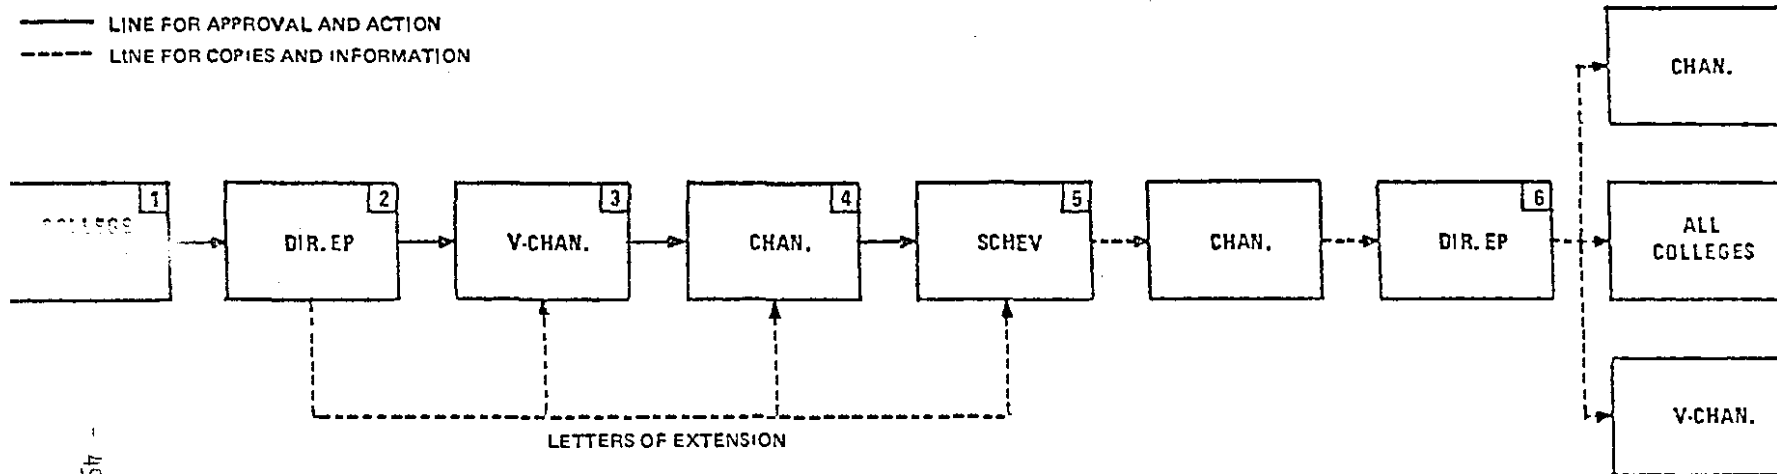 LINE FOR APPROVAL AND ACTION
LINE FOR COPIES AND INFORMATION
CHAN.
1
COLLEGE
2
DIR. EP
3
V-CHAN.
4
CHAN.
5
SCHEV
CHAN.
6
DIR. EP
ALL
COLLEGES
LETTERS OF EXTENSION
V-CHAN.